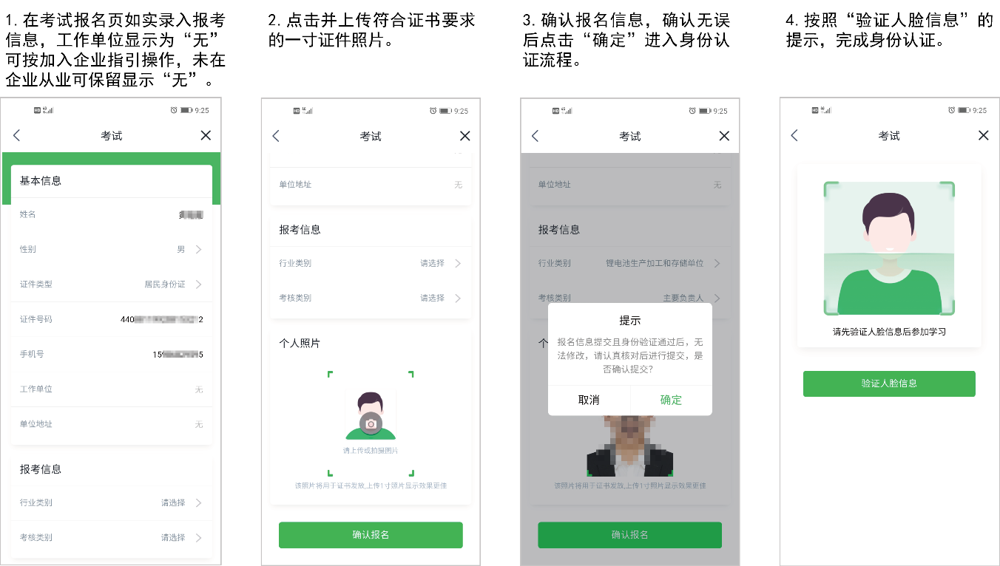 1. 在考试报名页如实录入报考
信息，工作单位显示为“无”
可按加入企业指引操作，未在
企业从业可保留显示“无”。
HD 4G 9:25
考试
基本信息
姓名
性别 男
证件类型 居民身份证
证件号码 440 2
手机号 15 5
工作单位 无
单位地址 无
报考信息
行业类别 请选择
考核类别 请选择
2. 点击并上传符合证书要求
的一寸证件照片。
HD 4G 9:25
考试
单位地址 无
报考信息
行业类别 请选择
考核类别 请选择
个人照片
请上传或拍摄图片
该照片将用于证书发放,上传1寸照片显示效果更佳
确认报名
3. 确认报名信息，确认无误
后点击“确定”进入身份认
证流程。
HD 4G 9:25
考试
单位地址 无
报考信息
行业类别 锂电池生产加工和存储单位
考核类别 主要负责人
个
提示
报名信息提交且身份验证通过后，无
法修改，请认真核对后进行提交，是
否确认提交？
取消 确定
该照片将用于证书发放,上传1寸照片显示效果更佳
确认报名
4. 按照“验证人脸信息”的
提示，完成身份认证。
HD 4G 9:25
考试
请先验证人脸信息后参加学习
验证人脸信息